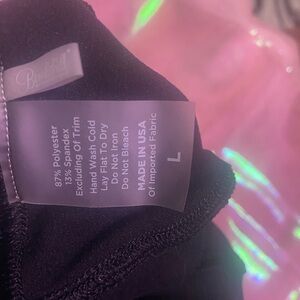 87% Polyester
13% Spandex
Excluding Of Trim
Hand Wash Cold
Lay Flat To Dry
Do Not Iron
Do Not Bleach
MADE IN USA
Of Imported Fabric
L